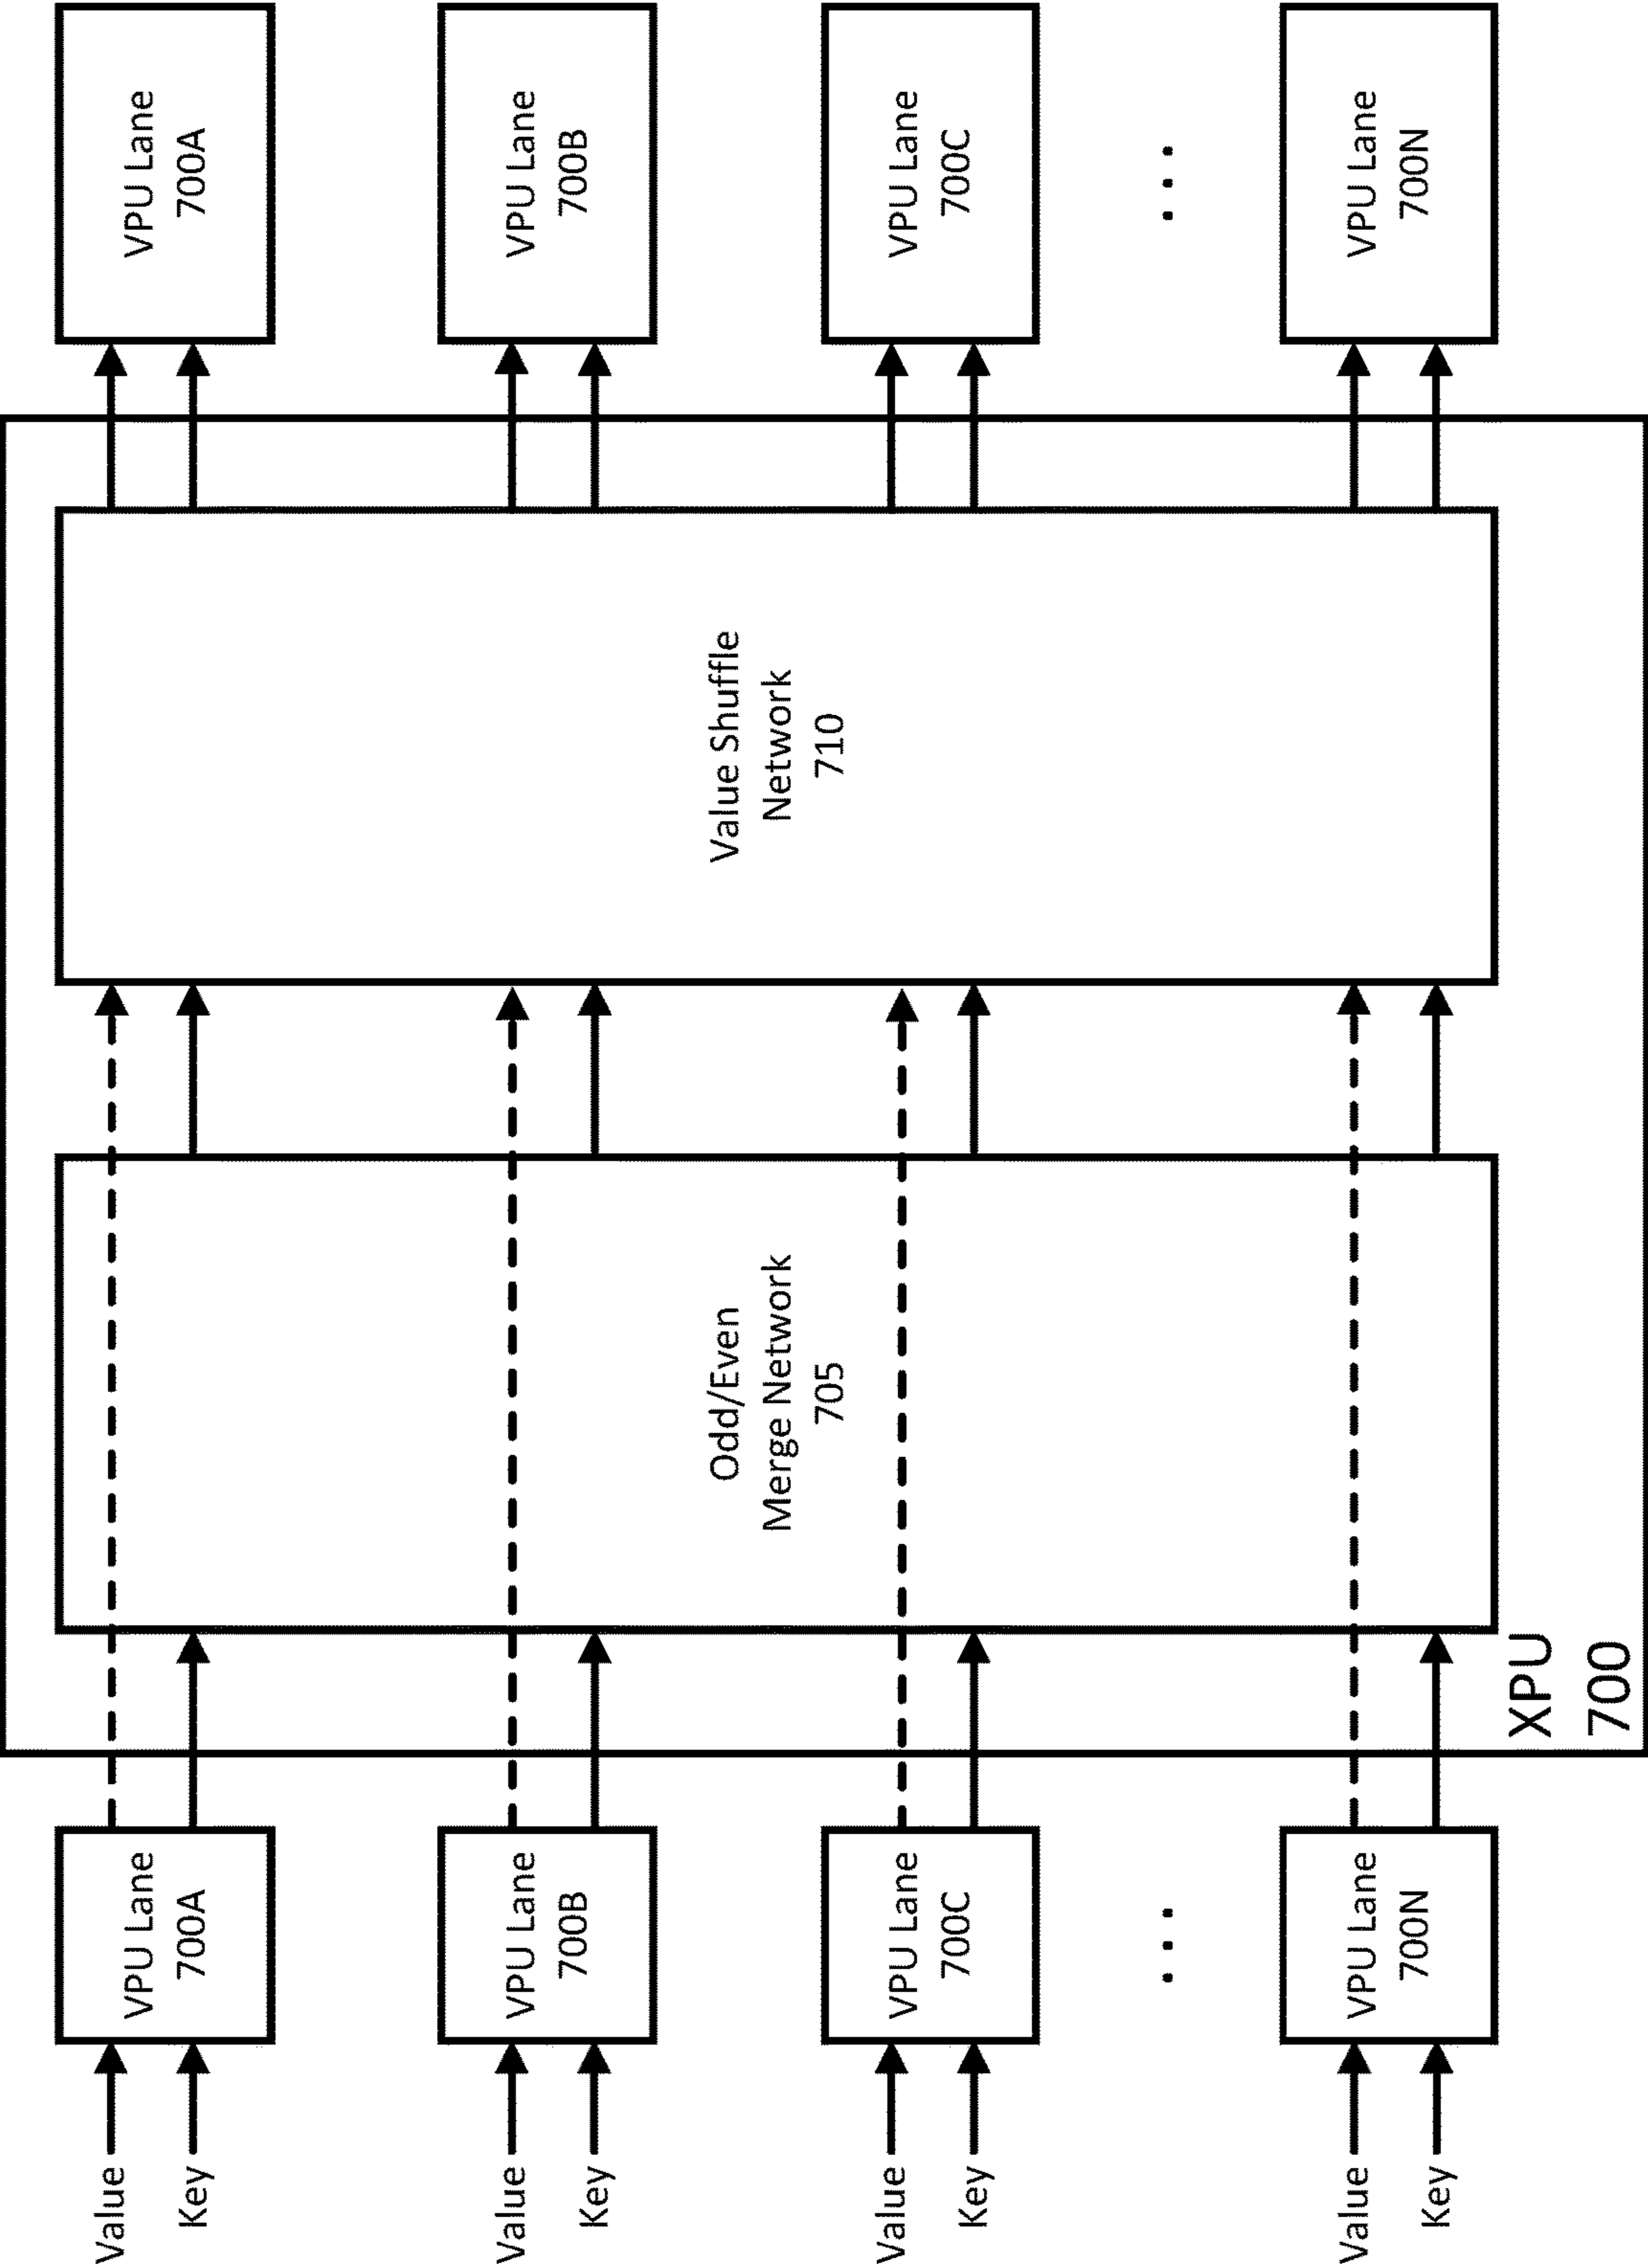 Value
Key
VPU Lane
700A
Value
Key
VPU Lane
700B
Value
Key
VPU Lane
700C
...
Value
Key
VPU Lane
700N
XPU
700
Odd/Even
Merge Network
705
Value Shuffle
Network
710
VPU Lane
700A
VPU Lane
700B
VPU Lane
700C
...
VPU Lane
700N